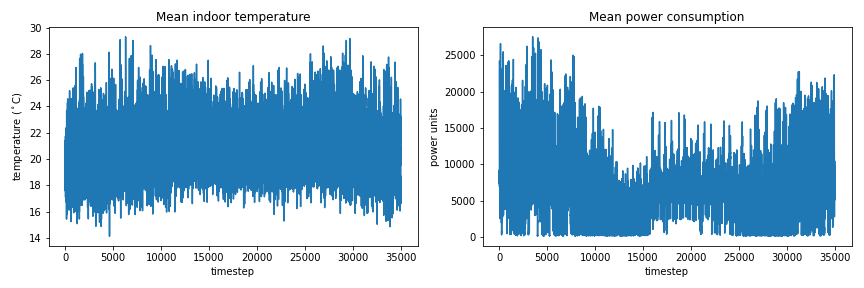 Mean indoor temperature
30
28
26
24
22
20
18
16
14
temperature (°C)
0 5000 10000 15000 20000 25000 30000 35000
timestep
Mean power consumption
25000
20000
15000
10000
5000
0
power units
0 5000 10000 15000 20000 25000 30000 35000
timestep